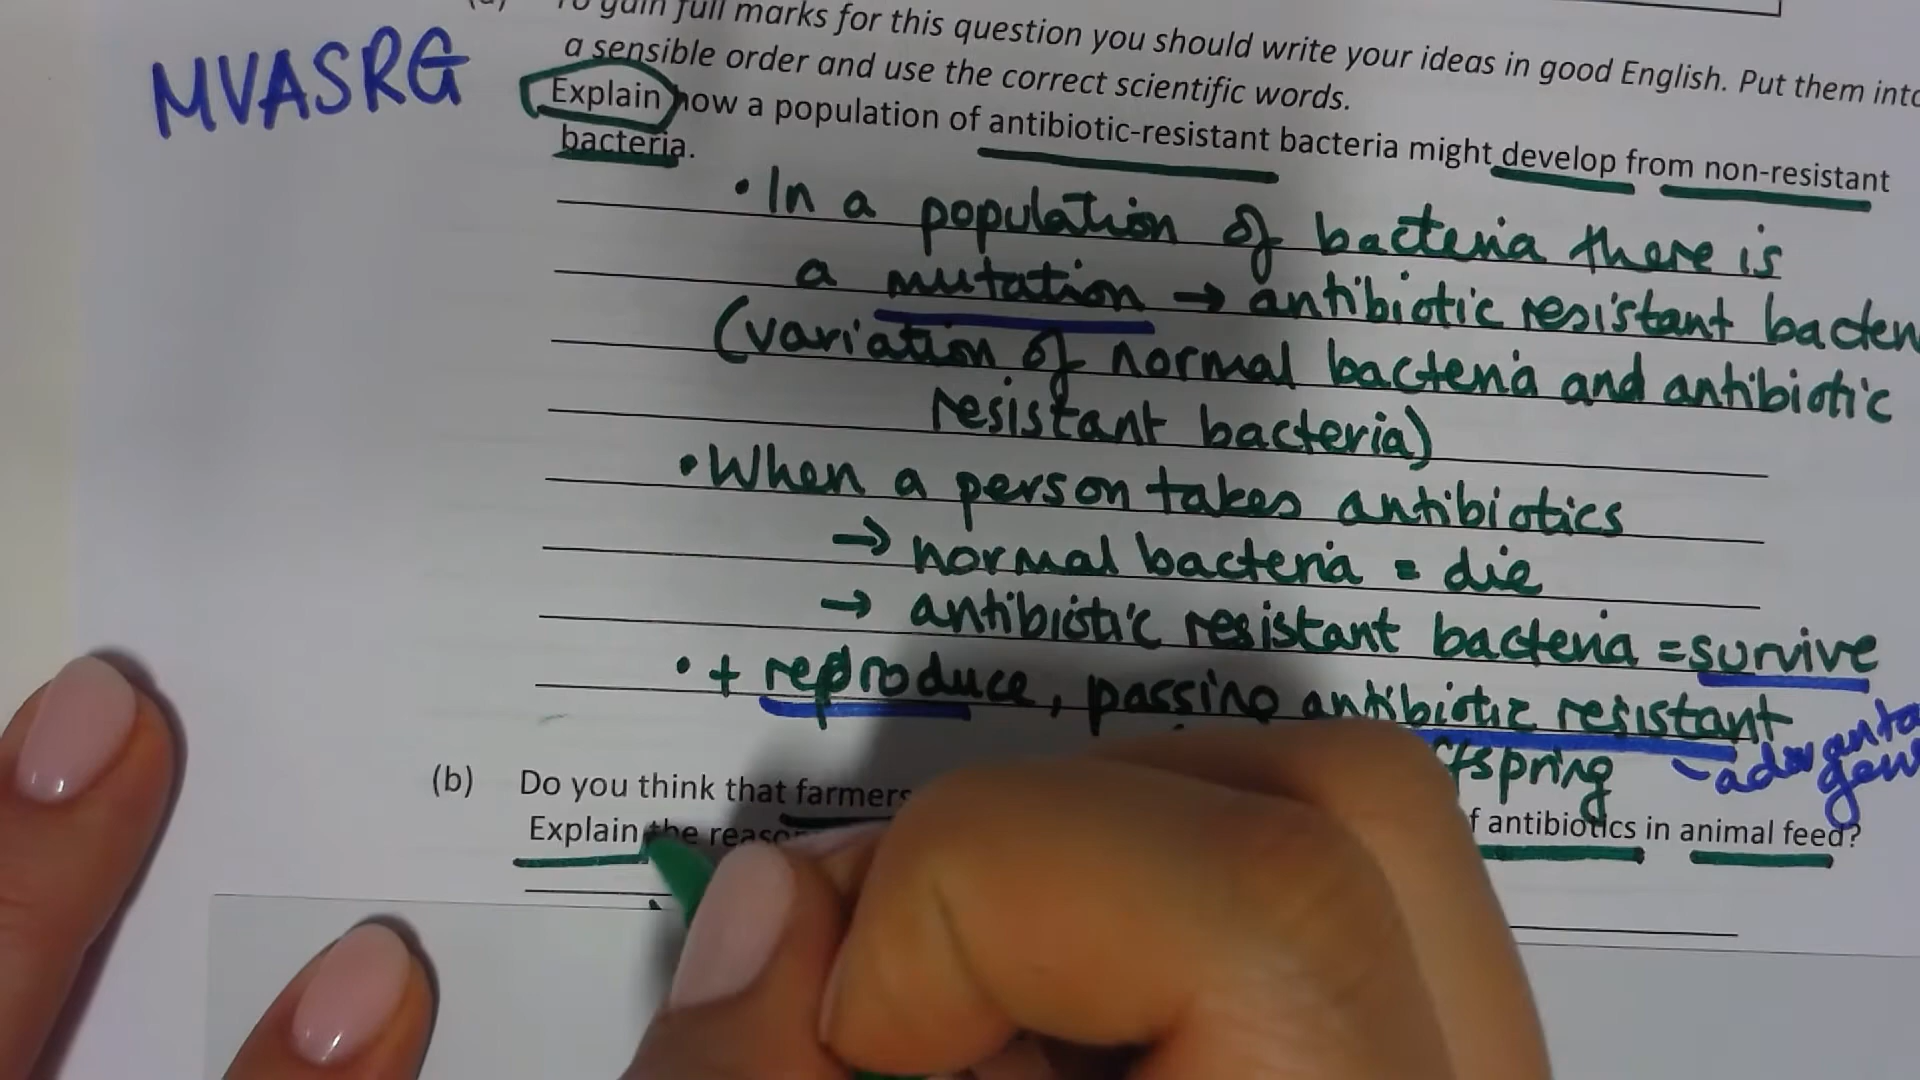 To gain full marks for this question you should write your ideas in good English. Put them into
a sensible order and use the correct scientific words.
MVASRG
Explain how a population of antibiotic-resistant bacteria might develop from non-resistant
bacteria.
• In a population of bacteria there is
a mutation → antibiotic resistant
(variation of normal bacteria and antibiotic
resistant bacteria)
• When a person takes antibiotics
→ normal bacteria = die
→ antibiotic resistant bacteria = survive
• + reproduce, passing antibiotic resistant
(b) Do you think that farmers
Explain the antibiotics in animal feed?